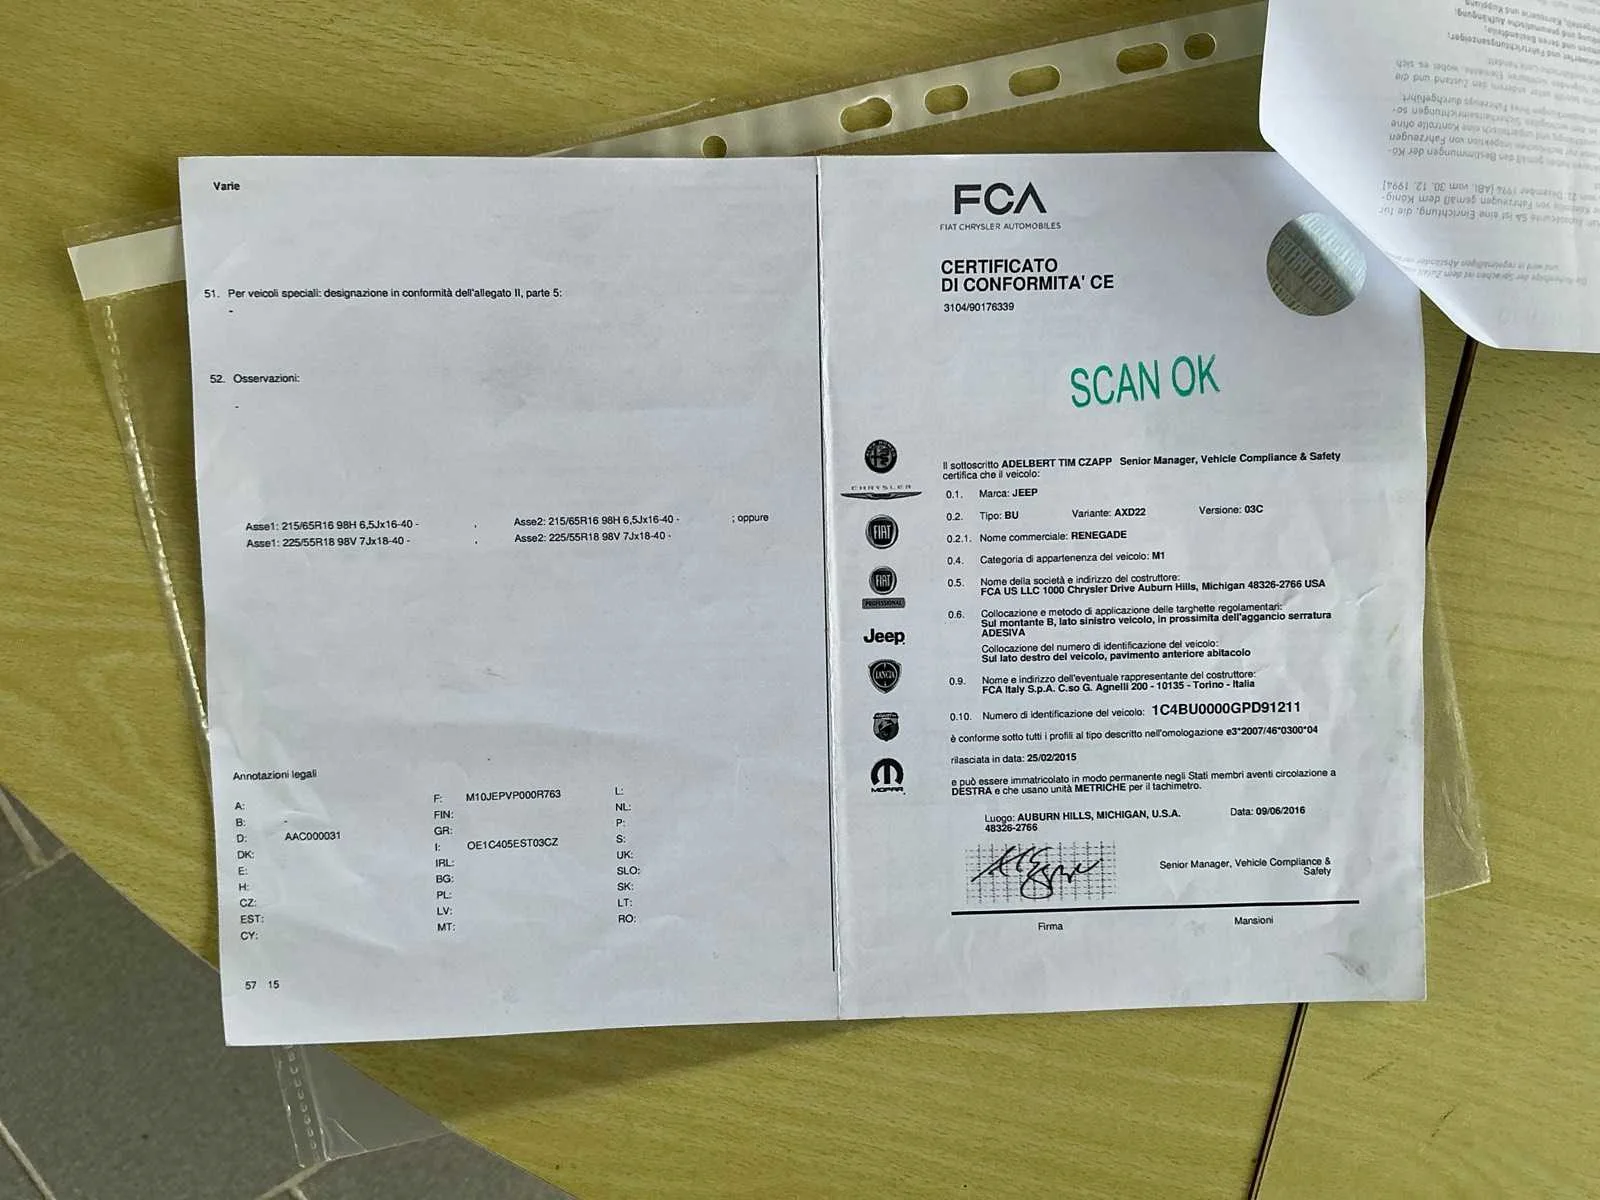 Varie
51. Per veicoli speciali: designazione in conformità dell'allegato II, parte 5:
-
52. Osservazioni:
-
Asse1: 215/65R16 98H 6,5Jx16-40 - , Asse2: 215/65R16 98H 6,5Jx16-40 - ; oppure
Asse1: 225/55R18 98V 7Jx18-40 - . Asse2: 225/55R18 98V 7Jx18-40 -
Annotazioni legali
A:
B: -
D: AAC000031
DK:
E:
H:
CZ:
EST:
CY:
F: M10JEPVP000R763
FIN:
GR:
I: OE1C405EST03CZ
IRL:
BG:
PL:
LV:
MT:
L:
NL:
P:
S:
UK:
SLO:
SK:
LT:
RO:
57 15
FCA
FIAT CHRYSLER AUTOMOBILES
CERTIFICATO
DI CONFORMITA' CE
3104/90176339
SCAN OK
CHRYSLER
FIAT
FIAT
PROFESSIONAL
Jeep
LANCIA
MOPAR
Il sottoscritto ADELBERT TIM CZAPP Senior Manager, Vehicle Compliance & Safety
certifica che il veicolo:
0.1. Marca: JEEP
0.2. Tipo: BU Variante: AXD22 Versione: 03C
0.2.1. Nome commerciale: RENEGADE
0.4. Categoria di appartenenza del veicolo: M1
0.5. Nome della società e indirizzo del costruttore:
FCA US LLC 1000 Chrysler Drive Auburn Hills, Michigan 48326-2766 USA
0.6. Collocazione e metodo di applicazione delle targhette regolamentari:
Sul montante B, lato sinistro veicolo, in prossimita dell'aggancio serratura
ADESIVA
Collocazione del numero di identificazione del veicolo:
Sul lato destro del veicolo, pavimento anteriore abitacolo
0.9. Nome e indirizzo dell'eventuale rappresentante del costruttore:
FCA Italy S.p.A. C.so G. Agnelli 200 - 10135 - Torino - Italia
0.10. Numero di identificazione del veicolo: 1C4BU0000GPD91211
è conforme sotto tutti i profili al tipo descritto nell'omologazione e3*2007/46*0300*04
rilasciata in data: 25/02/2015
e può essere immatricolato in modo permanente negli Stati membri aventi circolazione a
DESTRA e che usano unità METRICHE per il tachimetro.
Luogo: AUBURN HILLS, MICHIGAN, U.S.A. Data: 09/06/2016
48326-2766
Senior Manager, Vehicle Compliance &
Safety
Firma Mansioni